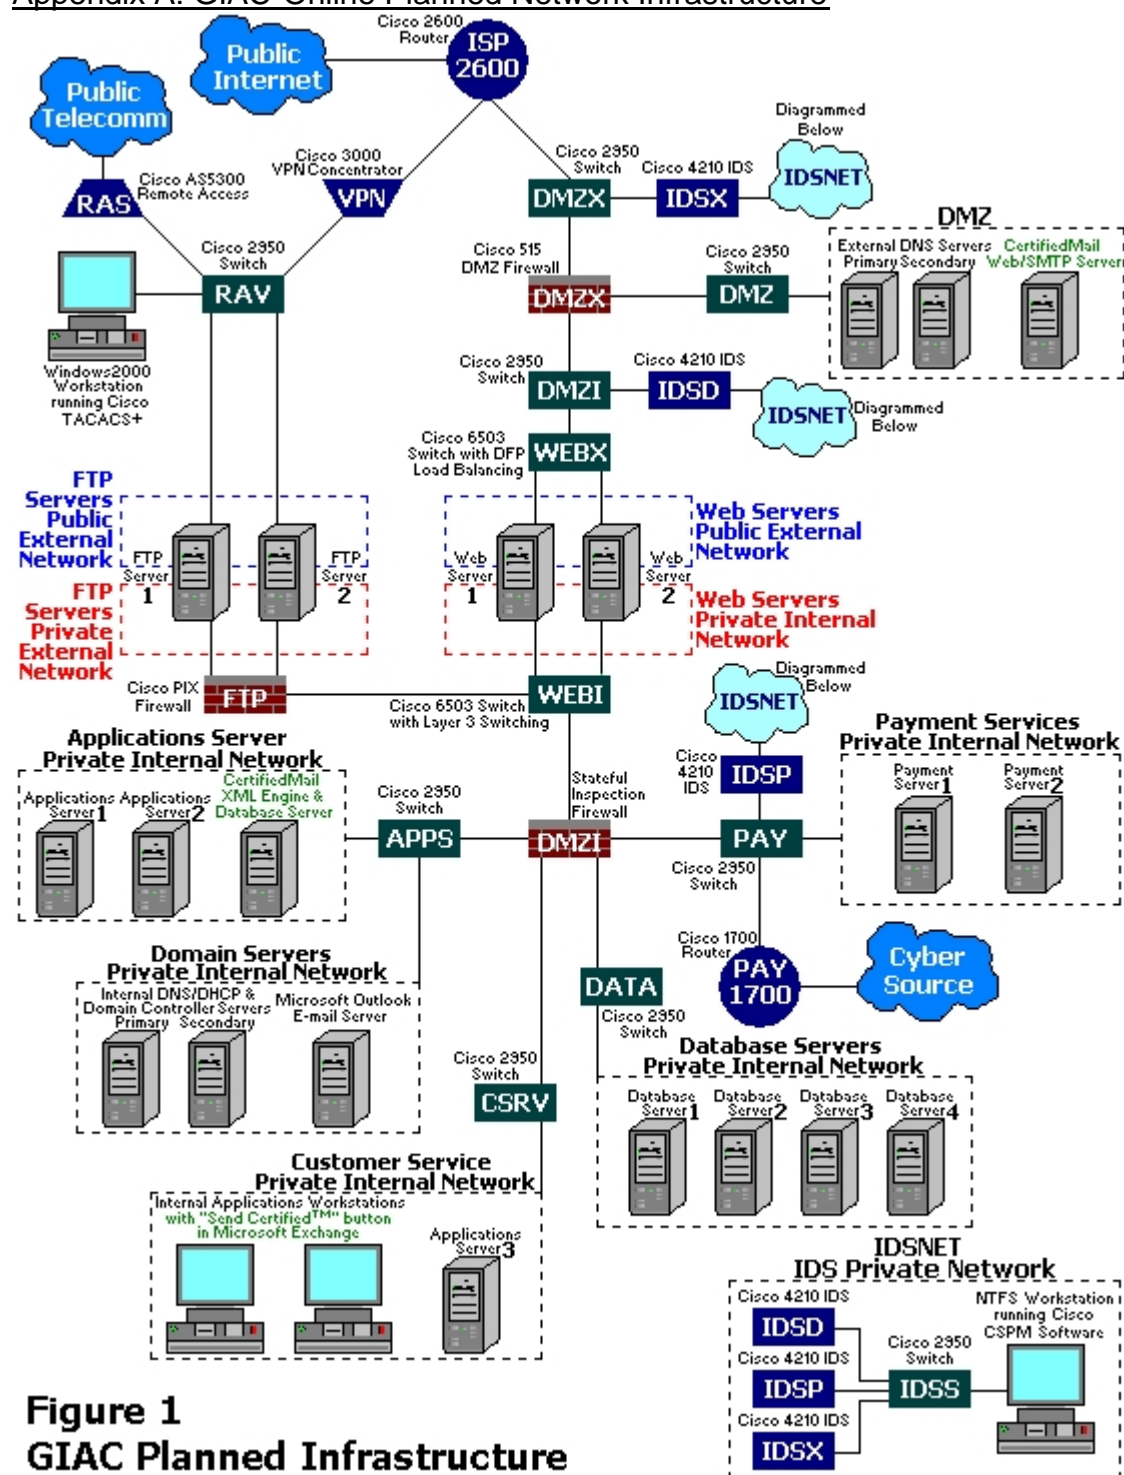 Appendix A: GIAC Online Planned Network Infrastructure
Cisco 2600
Router
ISP
2600
Public
Internet
Public
Telecomm
Diagrammed
Below
Cisco 3000
VPN Concentrator
Cisco 2950
Switch
Cisco 4210 IDS
IDSNET
Cisco AS5300
Remote Access
RAS
VPN
DMZX
IDSX
DMZ
Cisco 2950
Switch
Cisco 515
DMZ Firewall
Cisco 2950
Switch
External DNS Servers
Primary Secondary
CertifiedMail
Web/SMTP Server
RAV
DMZX
DMZ
Windows2000
Workstation
running Cisco
TACACS+
Cisco 2950
Switch
Cisco 4210 IDS
DMZI
IDSD
IDSNET
Diagrammed
Below
Cisco 6503
Switch with DFP
Load Balancing
WEBX
FTP
Servers
Public
External
Network
Web Servers
Public External
Network
FTP
Server
1
FTP
Server
2
Web
Server
1
Web
Server
2
FTP
Servers
Private
External
Network
Web Servers
Private Internal
Network
Cisco PIX
Firewall
FTP
Cisco 6503 Switch
with Layer 3 Switching
WEBI
Diagrammed
Below
IDSNET
Applications Server
Private Internal Network
Payment Services
Private Internal Network
Cisco
4210
IDS
IDSP
Stateful
Inspection
Firewall
Applications
Server1
Applications
Server2
CertifiedMail
XML Engine &
Database Server
Cisco 2950
Switch
Payment
Server1
Payment
Server2
APPS
DMZI
PAY
Cisco 2950
Switch
Cisco 1700
Router
PAY
1700
Cyber
Source
Domain Servers
Private Internal Network
Internal DNS/DHCP &
Domain Controller Servers
Primary Secondary
Microsoft Outlook
E-mail Server
DATA
Cisco 2950
Switch
Cisco 2950
Switch
CSRV
Database Servers
Private Internal Network
Database
Server1
Database
Server2
Database
Server3
Database
Server4
Customer Service
Private Internal Network
Internal Applications Workstations
with "Send Certified™" button
in Microsoft Exchange
Applications
Server3
IDSNET
IDS Private Network
Cisco 4210 IDS
IDSD
Cisco 4210 IDS
IDSP
Cisco 4210 IDS
IDSX
Cisco 2950
Switch
IDSS
NTFS Workstation
running Cisco
CSPM Software
Figure 1
GIAC Planned Infrastructure